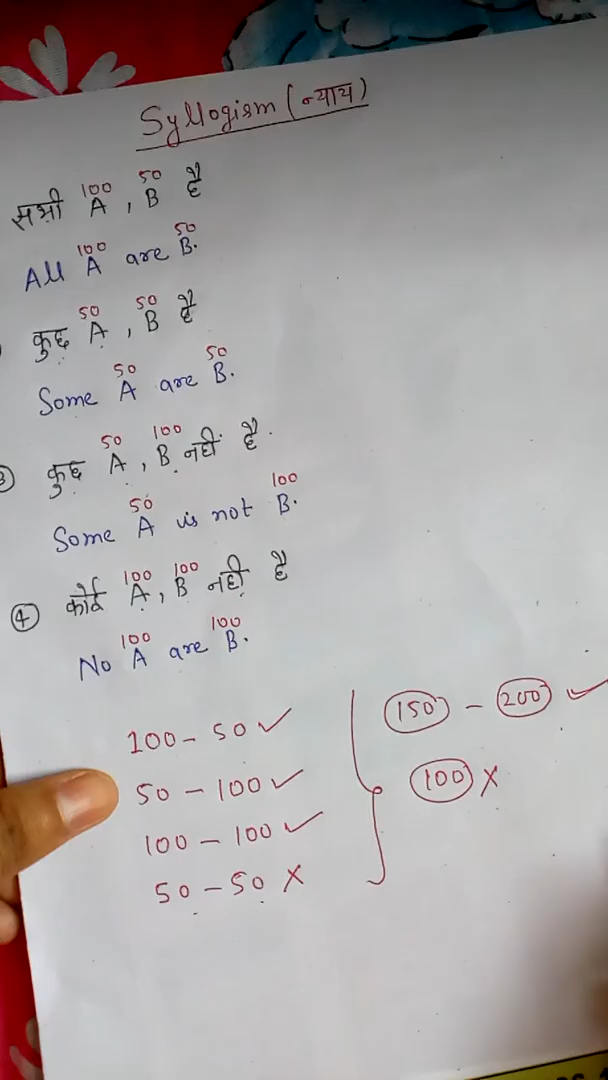 Syllogism (न्याय)
100 50
सभी A , B है
100 50
All A are B.
50 50
कुछ A , B है
50 50
Some A are B.
50 100
③ कुछ A , B नही है.
50 100
Some A is not B.
100 100
④ कोई A , B नही है
100 100
No A are B.
100 - 50 ✓
50 - 100 ✓
100 - 100 ✓
50 - 50 X
150 - 200 ✓
100 X